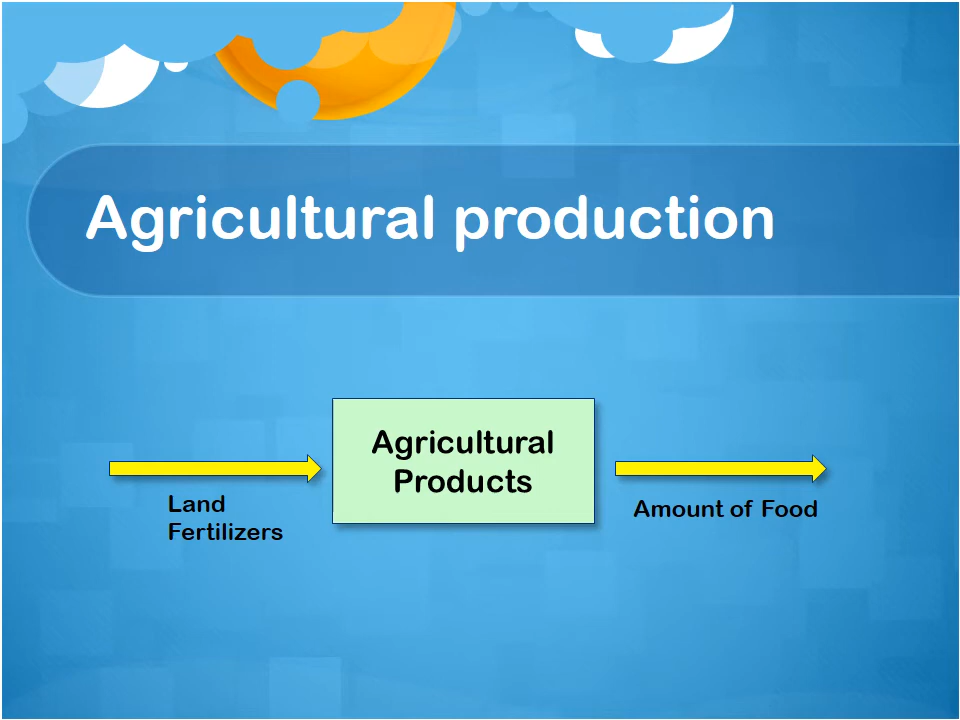 Agricultural production
Agricultural
Products
Land
Fertilizers
Amount of Food